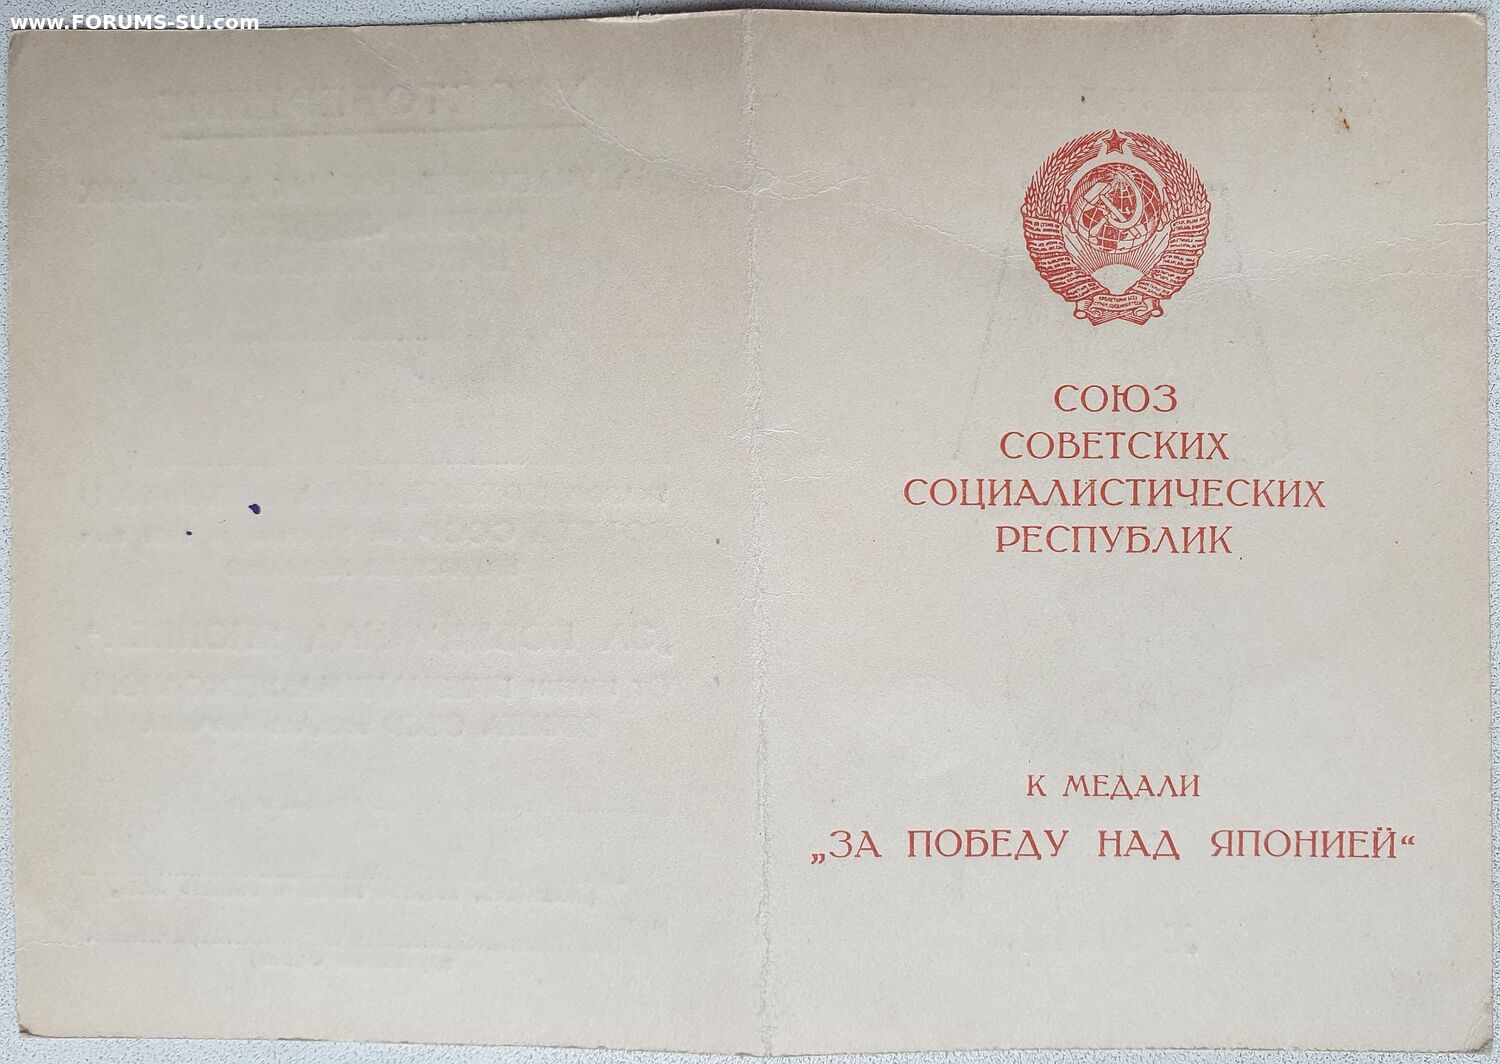 www.FORUMS-SU.com
СОЮЗ
СОВЕТСКИХ
СОЦИАЛИСТИЧЕСКИХ
РЕСПУБЛИК
К МЕДАЛИ
„ЗА ПОБЕДУ НАД ЯПОНИЕЙ“